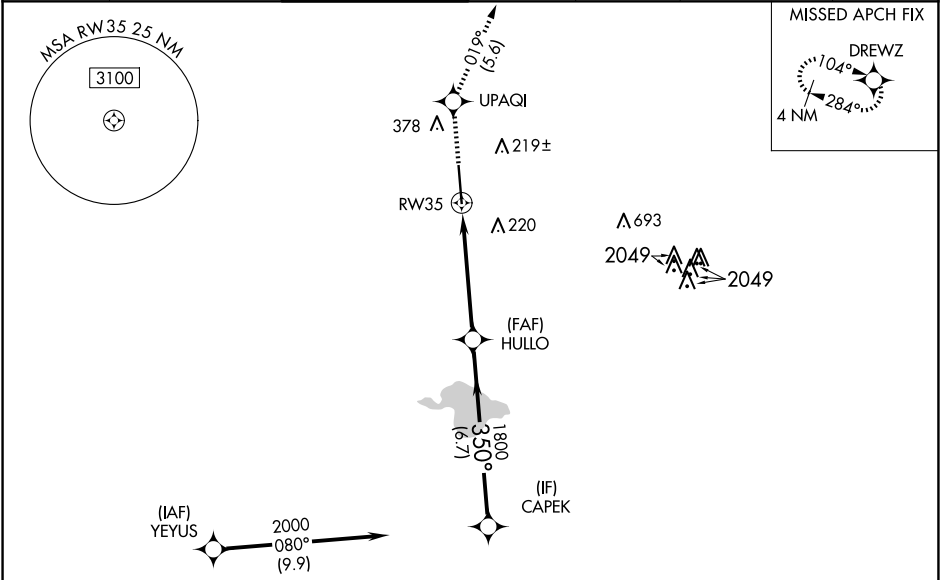 MSA RW35 25 NM
3100
MISSED APCH FIX
DREWZ
104°
284°
4 NM
019°
(5.6)
UPAQI
378
219±
RW35
220
693
2049
2049
(FAF)
HULLO
1800
350°
(6.7)
(IF)
CAPEK
(IAF)
YEYUS
2000
080°
(9.9)